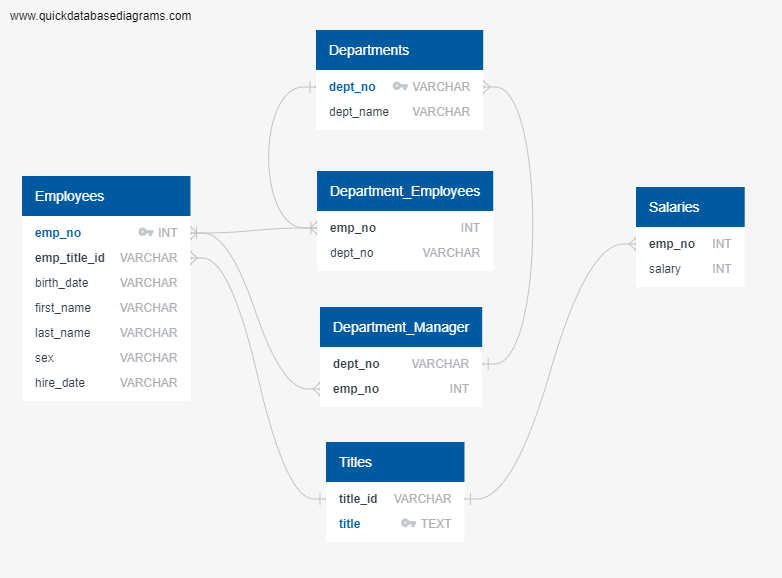 www.quickdatabasediagrams.com
Departments
dept_no VARCHAR
dept_name VARCHAR
Department_Employees
emp_no INT
dept_no VARCHAR
Employees
emp_no INT
emp_title_id VARCHAR
birth_date VARCHAR
first_name VARCHAR
last_name VARCHAR
sex VARCHAR
hire_date VARCHAR
Salaries
emp_no INT
salary INT
Department_Manager
dept_no VARCHAR
emp_no INT
Titles
title_id VARCHAR
title TEXT